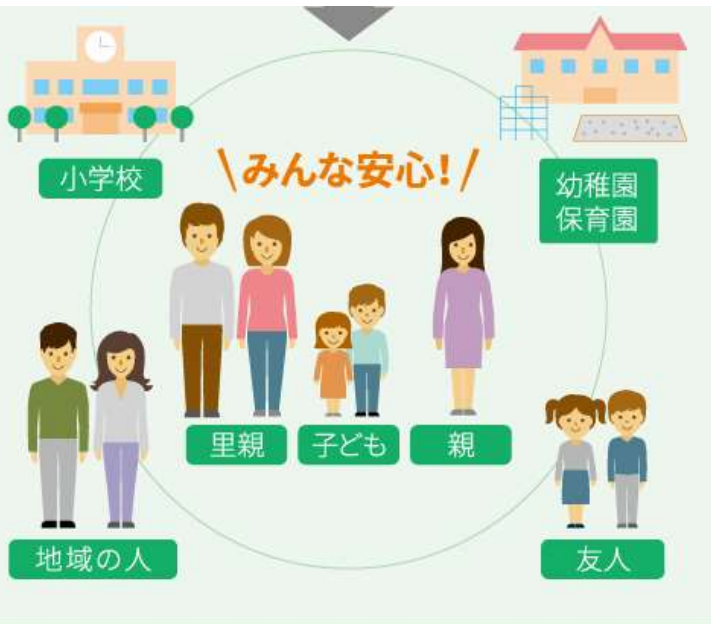 小学校
\みんな安心!/
幼稚園
保育園
里親
子ども
親
地域の人
友人